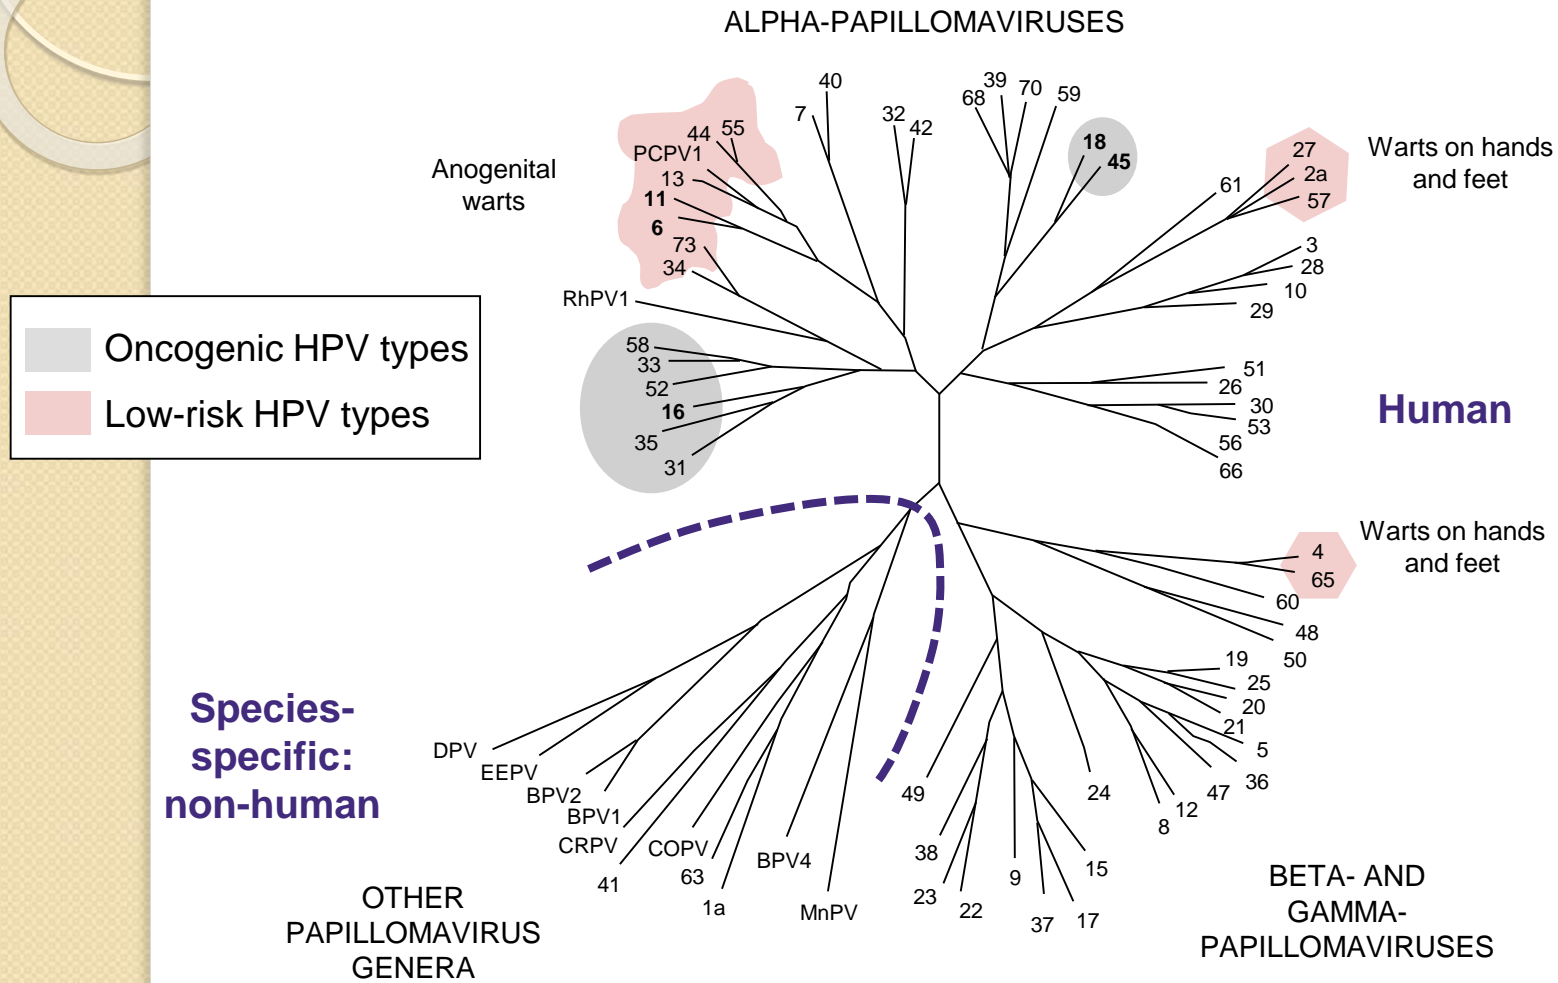 ALPHA-PAPILLOMAVIRUSES
40
7
32
42
39
68
70
59
18
45
44
55
PCPV1
13
11
6
73
34
RhPV1
Anogenital
warts
61
27
2a
57
Warts on hands
and feet
3
28
10
29
Oncogenic HPV types
Low-risk HPV types
58
33
52
16
35
31
51
26
30
53
56
66
Human
4
65
60
48
50
Warts on hands
and feet
19
25
20
21
5
36
47
12
8
24
Species-
specific:
non-human
DPV
EEPV
BPV2
BPV1
CRPV
41
COPV
63
1a
BPV4
MnPV
49
38
23
22
9
37
17
15
OTHER
PAPILLOMAVIRUS
GENERA
BETA- AND
GAMMA-
PAPILLOMAVIRUSES